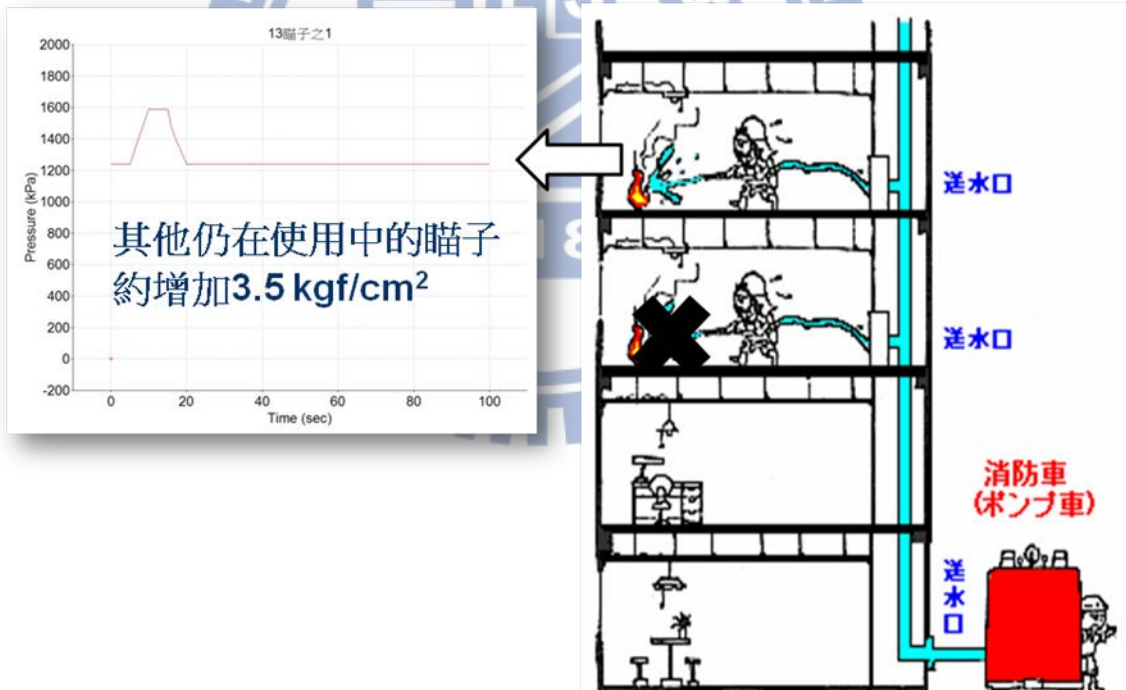 13瞄子之1
2000
1800
1600
1400
1200
1000
800
600
400
200
0
-200
Pressure (kPa)
0
20
40
60
80
100
Time (sec)
其他仍在使用中的瞄子
約增加3.5 kgf/cm²
送水口
送水口
消防車
(ポンプ車)
送水口